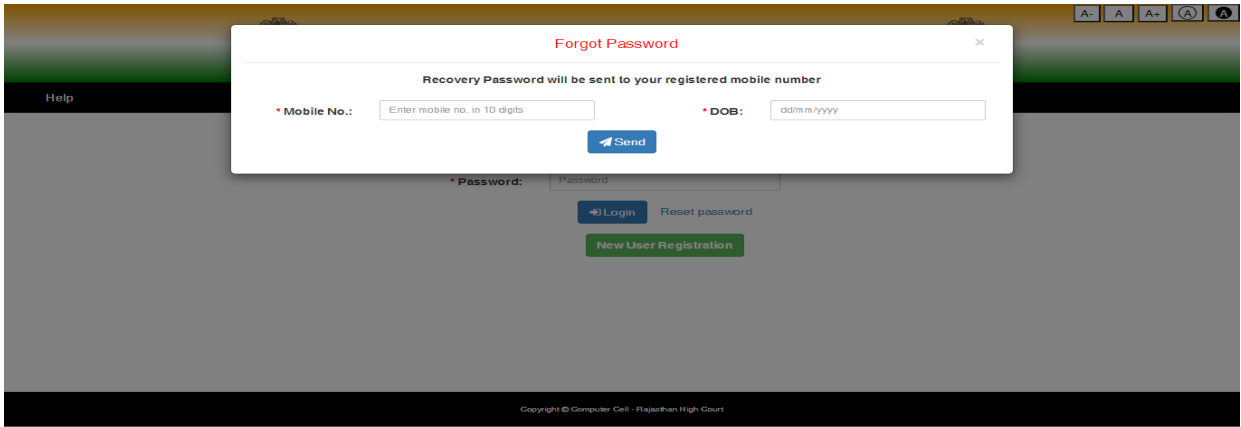 A- A A+ A A
Forgot Password ×
Recovery Password will be sent to your registered mobile number
Help
* Mobile No.: Enter mobile no. in 10 digits * DOB: dd/mm/yyyy
Send
* Password: Password
Login Reset password
New User Registration
Copyright © Computer Cell - Rajasthan High Court